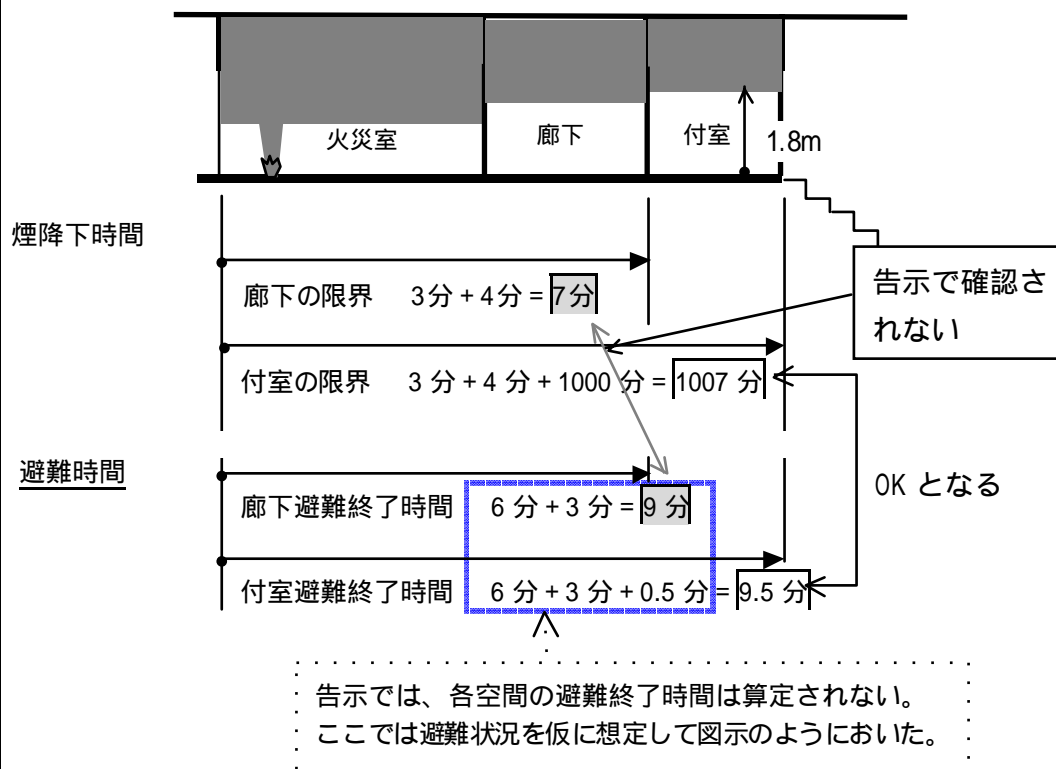 火災室
廊下
付室
1.8m
煙降下時間
廊下の限界 3分+4分=7分
告示で確認さ
れない
付室の限界 3分+4分+1000分=1007分
避難時間
廊下避難終了時間 6分+3分=9分
OKとなる
付室避難終了時間 6分+3分+0.5分=9.5分
告示では、各空間の避難終了時間は算定されない。
ここでは避難状況を仮に想定して図示のようにおいた。